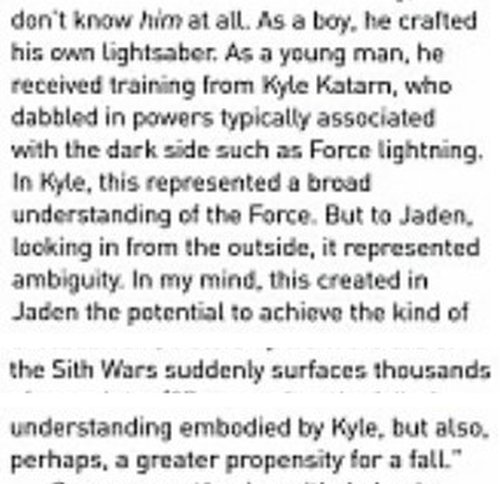 don't know him at all. As a boy, he crafted
his own lightsaber. As a young man, he
received training from Kyle Katarn, who
dabbled in powers typically associated
with the dark side such as Force lightning.
In Kyle, this represented a broad
understanding of the Force. But to Jaden,
looking in from the outside, it represented
ambiguity. In my mind, this created in
Jaden the potential to achieve the kind of
the Sith Wars suddenly surfaces thousands
understanding embodied by Kyle, but also,
perhaps, a greater propensity for a fall."